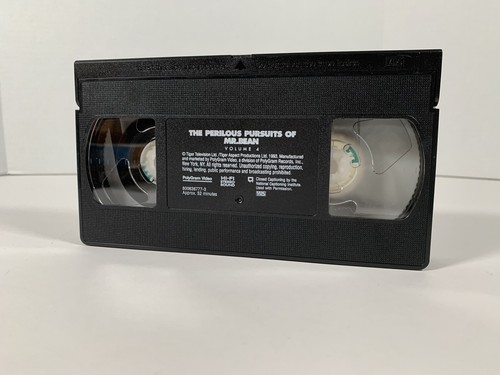 THE PERILOUS PURSUITS OF
MR.BEAN
VOLUME 4
© Tiger Television Ltd. /Tiger Aspect Productions Ltd. 1993. Manufactured
and marketed by PolyGram Video, a division of PolyGram Records, Inc.,
New York, NY. All rights reserved. Unauthorized copying, reproduction,
hiring, lending, public performance and broadcasting prohibited.
PolyGram Video
HI-FI
STEREO
SOUND
Closed Captioning by the
National Captioning Institute.
Used with Permission.
Approx. 52 minutes
VHS